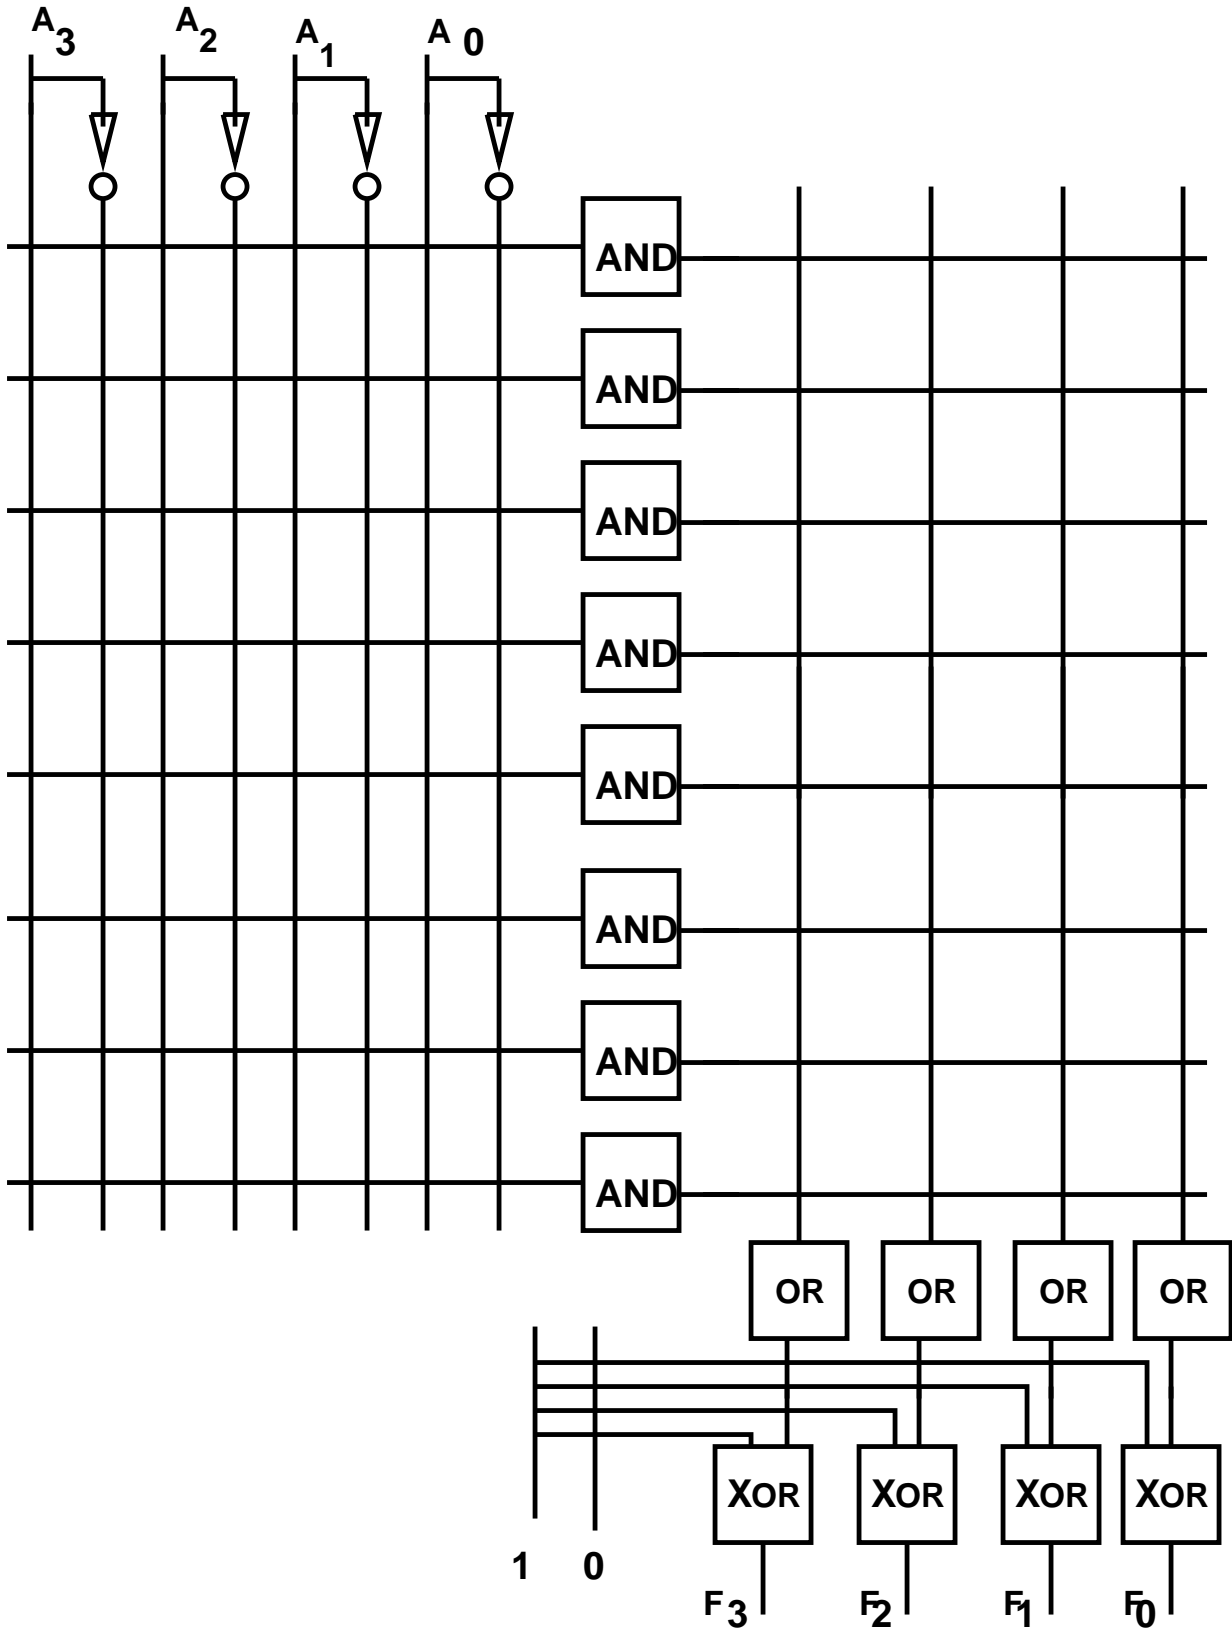 A3 A2 A1 A0
AND
AND
AND
AND
AND
AND
AND
AND
OR OR OR OR
XOR XOR XOR XOR
1 0
F3 F2 F1 F0